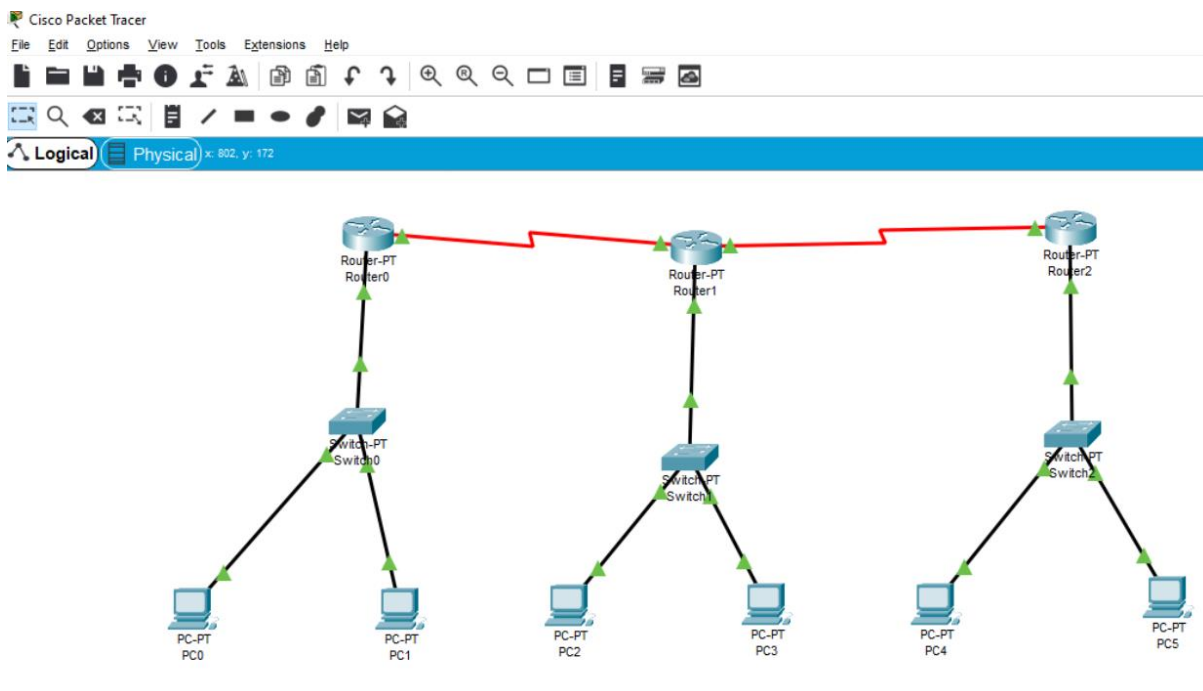 Cisco Packet Tracer
File Edit Options View Tools Extensions Help
Logical Physical x: 802, y: 172
Router-PT
Router0
Router-PT
Router1
Router-PT
Router2
Switch-PT
Switch0
Switch-PT
Switch1
Switch-PT
Switch2
PC-PT
PC0
PC-PT
PC1
PC-PT
PC2
PC-PT
PC3
PC-PT
PC4
PC-PT
PC5